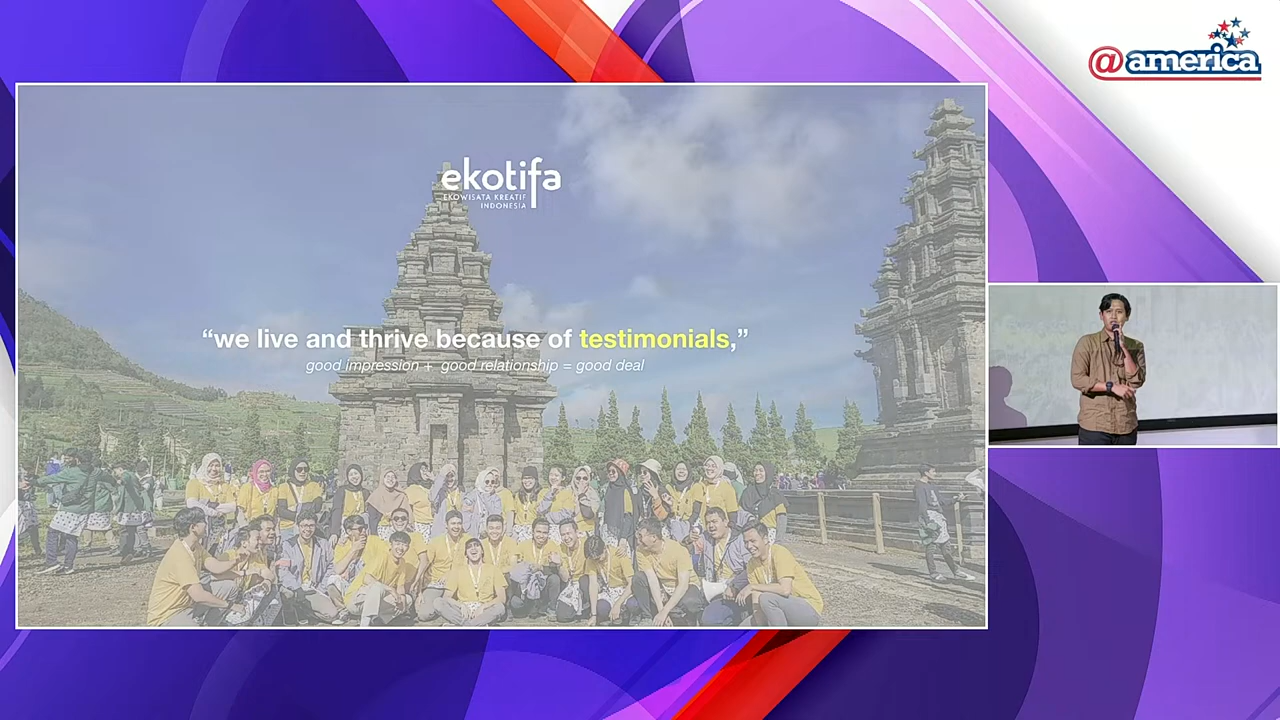 @america
ekotifa
EKOWISATA KREATIF
INDONESIA
“we live and thrive because of testimonials,”
good impression + good relationship = good deal